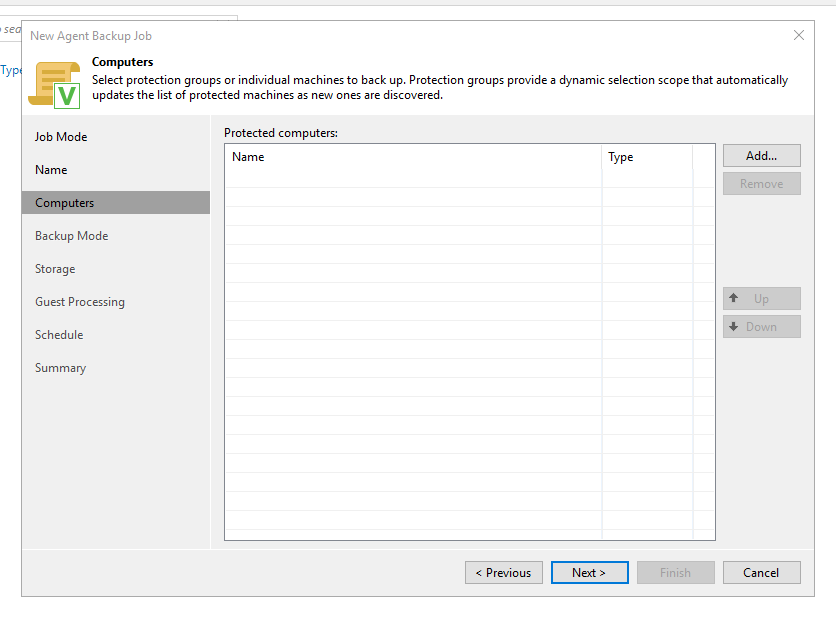 sea
Type
New Agent Backup Job
Computers
Select protection groups or individual machines to back up. Protection groups provide a dynamic selection scope that automatically
updates the list of protected machines as new ones are discovered.
V
Job Mode
Name
Computers
Backup Mode
Storage
Guest Processing
Schedule
Summary
Protected computers:
Name Type
Add...
Remove
Up
Down
< Previous Next > Finish Cancel